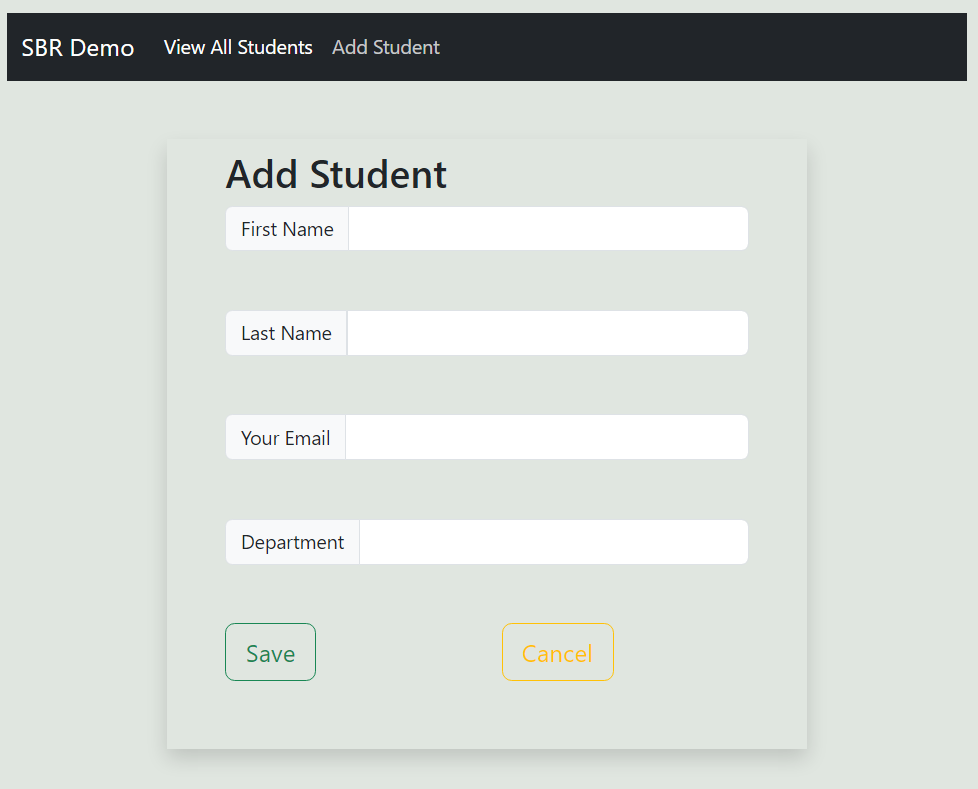 SBR Demo View All Students Add Student
Add Student
First Name
Last Name
Your Email
Department
Save Cancel